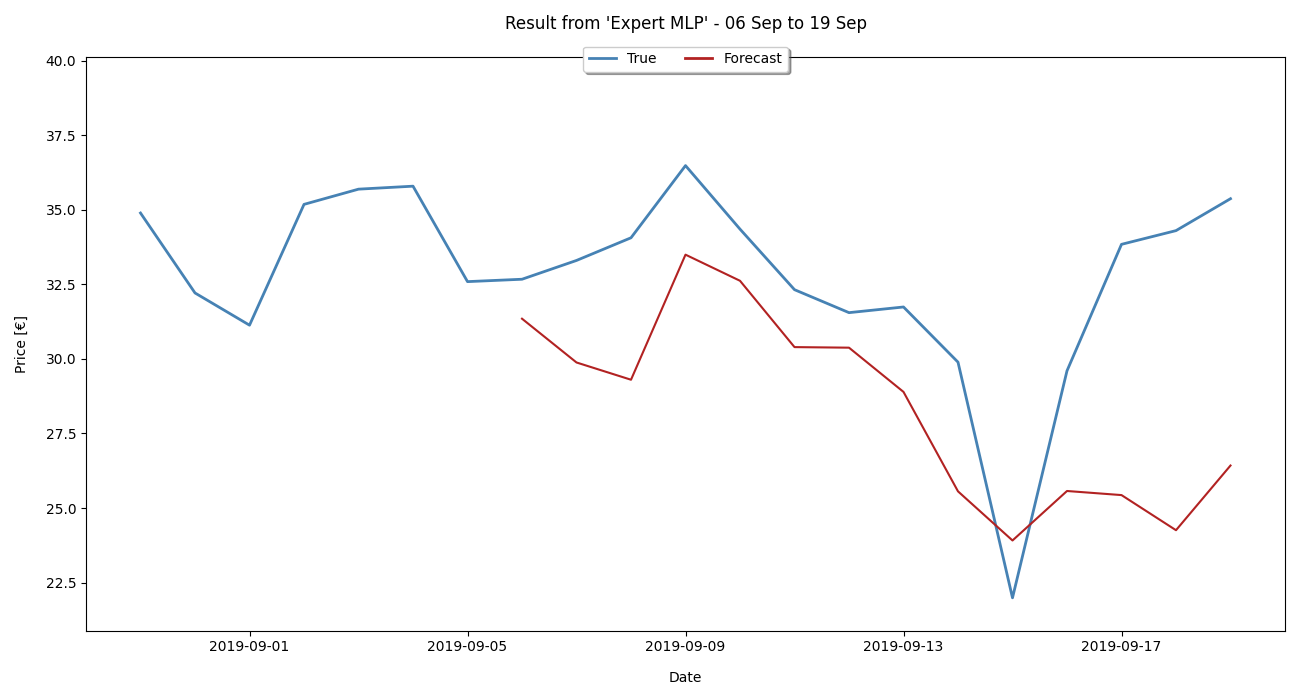 Result from 'Expert MLP' - 06 Sep to 19 Sep
True Forecast
40.0
37.5
35.0
32.5
30.0
27.5
25.0
22.5
Price [€]
2019-09-01 2019-09-05 2019-09-09 2019-09-13 2019-09-17
Date